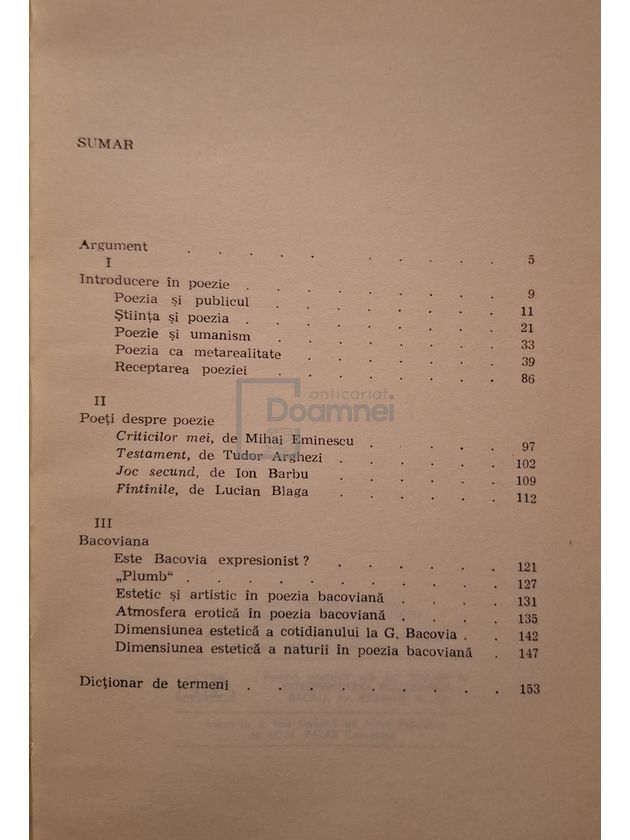 SUMAR
Argument . . . . . . . . . 5
I
Introducere în poezie . . . . . . . . 9
Poezia și publicul . . . . . . . 11
Știința și poezia . . . . . . . . 21
Poezie și umanism . . . . . . . 33
Poezia ca metarealitate . . . . . . 39
Receptarea poeziei . . . . . . . 86
anticariat
Doamnei
II
Poeți despre poezie
Criticilor mei, de Mihai Eminescu . . . . . 97
Testament, de Tudor Arghezi . . . . . . 102
Joc secund, de Ion Barbu . . . . . . 109
Fîntînile, de Lucian Blaga . . . . . . 112
III
Bacoviana
Este Bacovia expresionist ? . . . . . . 121
„Plumb“ . . . . . . . . . . . 127
Estetic și artistic în poezia bacoviană . . . . 131
Atmosfera erotică în poezia bacoviană . . . . 135
Dimensiunea estetică a cotidianului la G. Bacovia . . 142
Dimensiunea estetică a naturii în poezia bacoviană . 147
Dicționar de termeni . . . . . . . . . 153